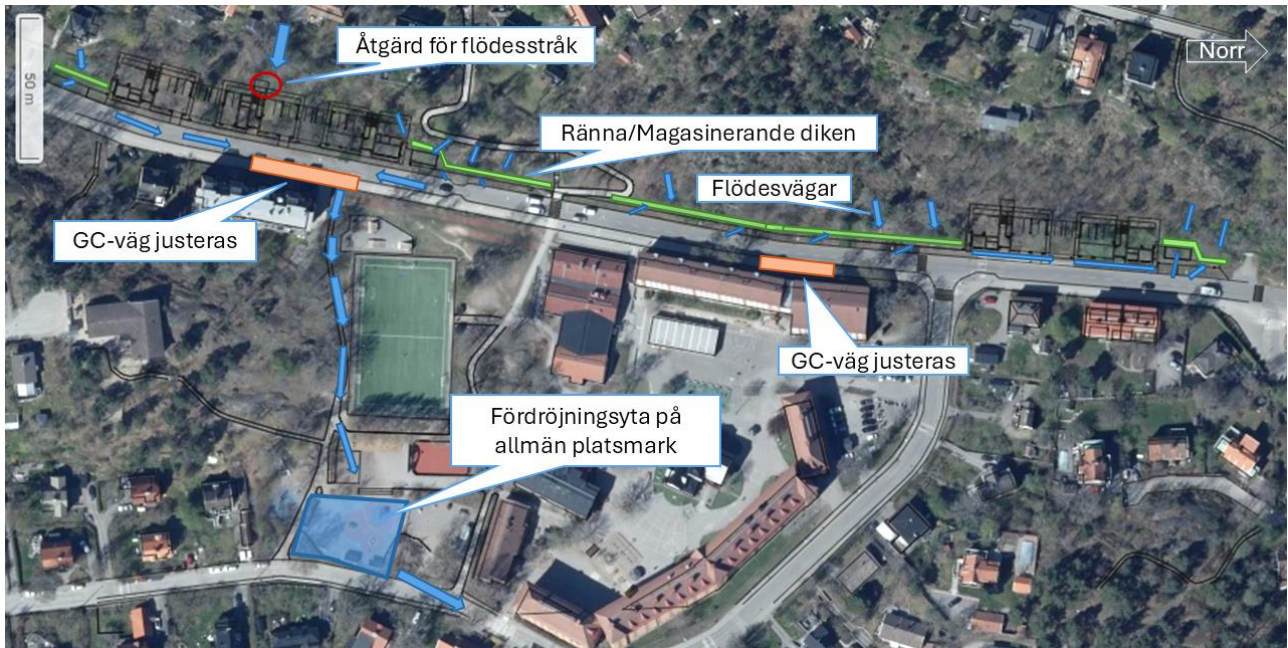 Åtgärd för flödesstråk
Norr
50 m
Ränna/Magasinerande diken
Flödesvägar
GC-väg justeras
GC-väg justeras
Fördröjningsyta på
allmän platsmark